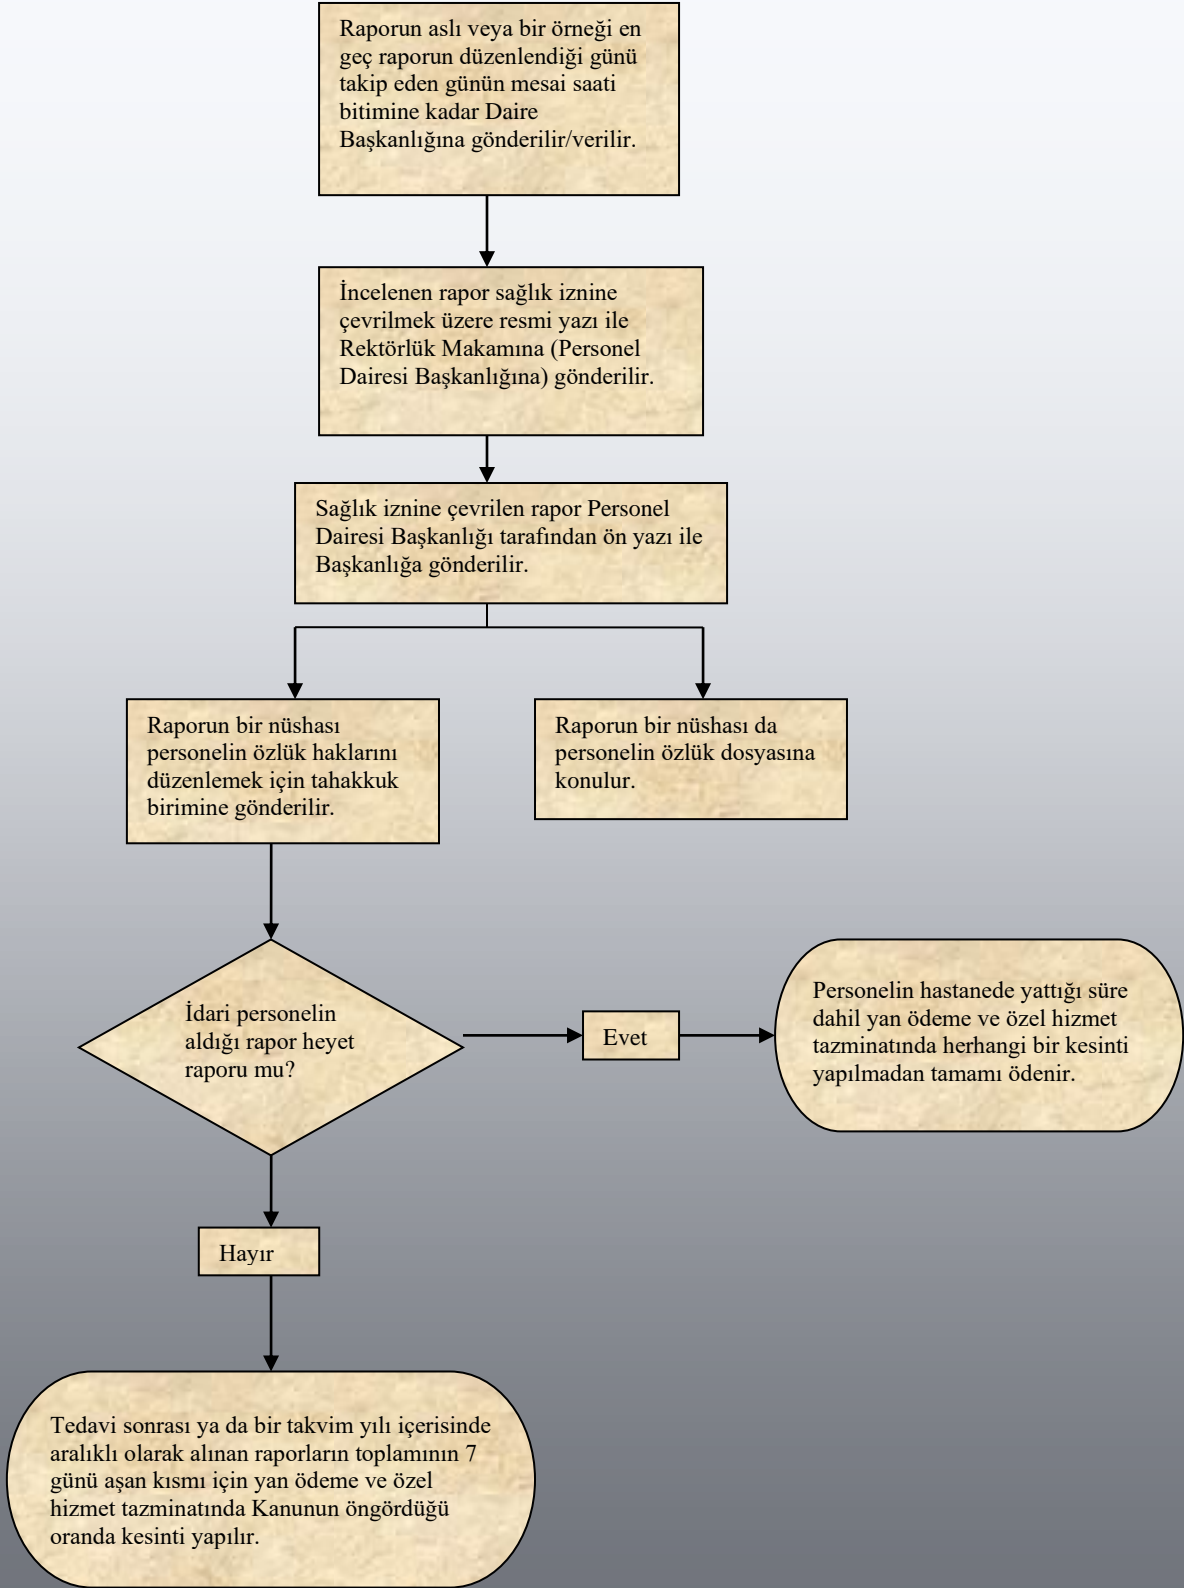 Raporun aslı veya bir örneği en
geç raporun düzenlendiği günü
takip eden günün mesai saati
bitimine kadar Daire
Başkanlığına gönderilir/verilir.
İncelenen rapor sağlık iznine
çevrilmek üzere resmi yazı ile
Rektörlük Makamına (Personel
Dairesi Başkanlığına) gönderilir.
Sağlık iznine çevrilen rapor Personel
Dairesi Başkanlığı tarafından ön yazı ile
Başkanlığa gönderilir.
Raporun bir nüshası
personelin özlük haklarını
düzenlemek için tahakkuk
birimine gönderilir.
Raporun bir nüshası da
personelin özlük dosyasına
konulur.
İdari personelin
aldığı rapor heyet
raporu mu?
Evet
Personelin hastanede yattığı süre
dahil yan ödeme ve özel hizmet
tazminatında herhangi bir kesinti
yapılmadan tamamı ödenir.
Hayır
Tedavi sonrası ya da bir takvim yılı içerisinde
aralıklı olarak alınan raporların toplamının 7
günü aşan kısmı için yan ödeme ve özel
hizmet tazminatında Kanunun öngördüğü
oranda kesinti yapılır.